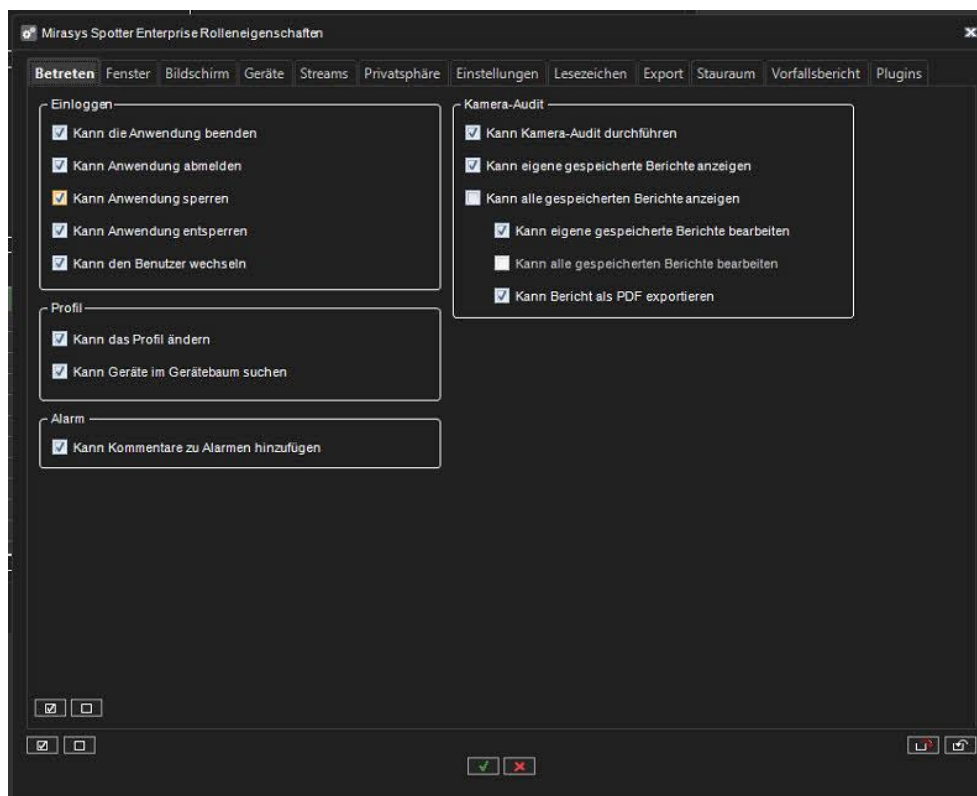 Mirasys Spotter Enterprise Rolleneigenschaften
Betreten Fenster Bildschirm Geräte Streams Privatsphäre Einstellungen Lesezeichen Export Stauraum Vorfallsbericht Plugins
Einloggen
Kann die Anwendung beenden
Kann Anwendung abmelden
Kann Anwendung sperren
Kann Anwendung entsperren
Kann den Benutzer wechseln
Profil
Kann das Profil ändern
Kann Geräte im Gerätebaum suchen
Alarm
Kann Kommentare zu Alarmen hinzufügen
Kamera-Audit
Kann Kamera-Audit durchführen
Kann eigene gespeicherte Berichte anzeigen
Kann alle gespeicherten Berichte anzeigen
Kann eigene gespeicherte Berichte bearbeiten
Kann alle gespeicherten Berichte bearbeiten
Kann Bericht als PDF exportieren